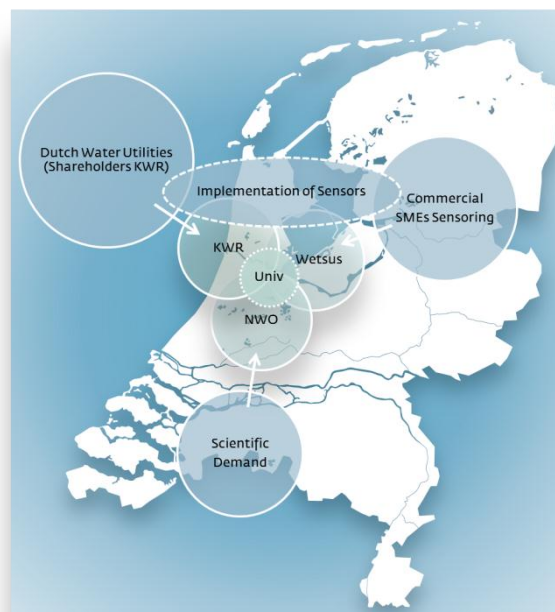 Dutch Water Utilities
(Shareholders KWR)
Implementation of Sensors
Commercial
SMEs Sensoring
KWR
Wetsus
Univ
NWO
Scientific
Demand